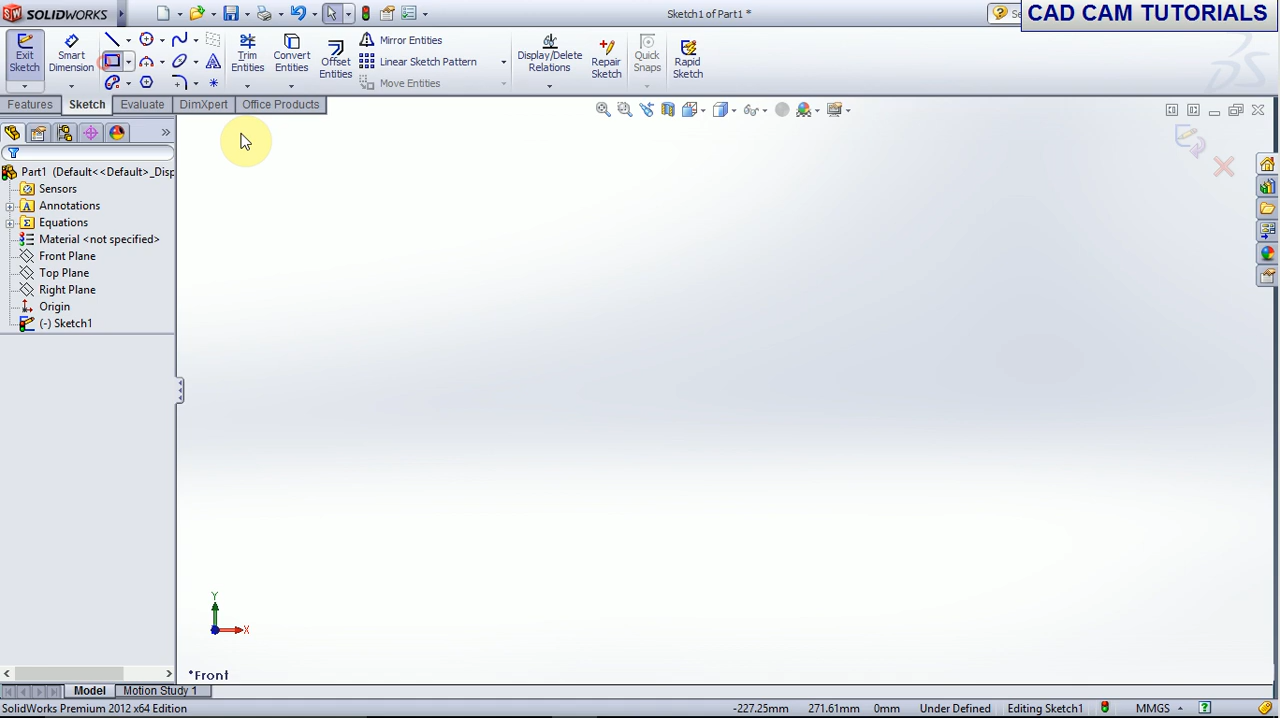 SOLIDWORKS
Sketch1 of Part1 *
CAD CAM TUTORIALS
Exit Sketch
Smart Dimension
Trim Entities
Convert Entities
Offset Entities
Mirror Entities
Linear Sketch Pattern
Move Entities
Display/Delete Relations
Repair Sketch
Quick Snaps
Rapid Sketch
Features
Sketch
Evaluate
DimXpert
Office Products
Part1 (Default<<Default>_Disp
Sensors
Annotations
Equations
Material <not specified>
Front Plane
Top Plane
Right Plane
Origin
(-) Sketch1
Y
X
*Front
Model
Motion Study 1
SolidWorks Premium 2012 x64 Edition
-227.25mm
271.61mm
0mm
Under Defined
Editing Sketch1
MMGS